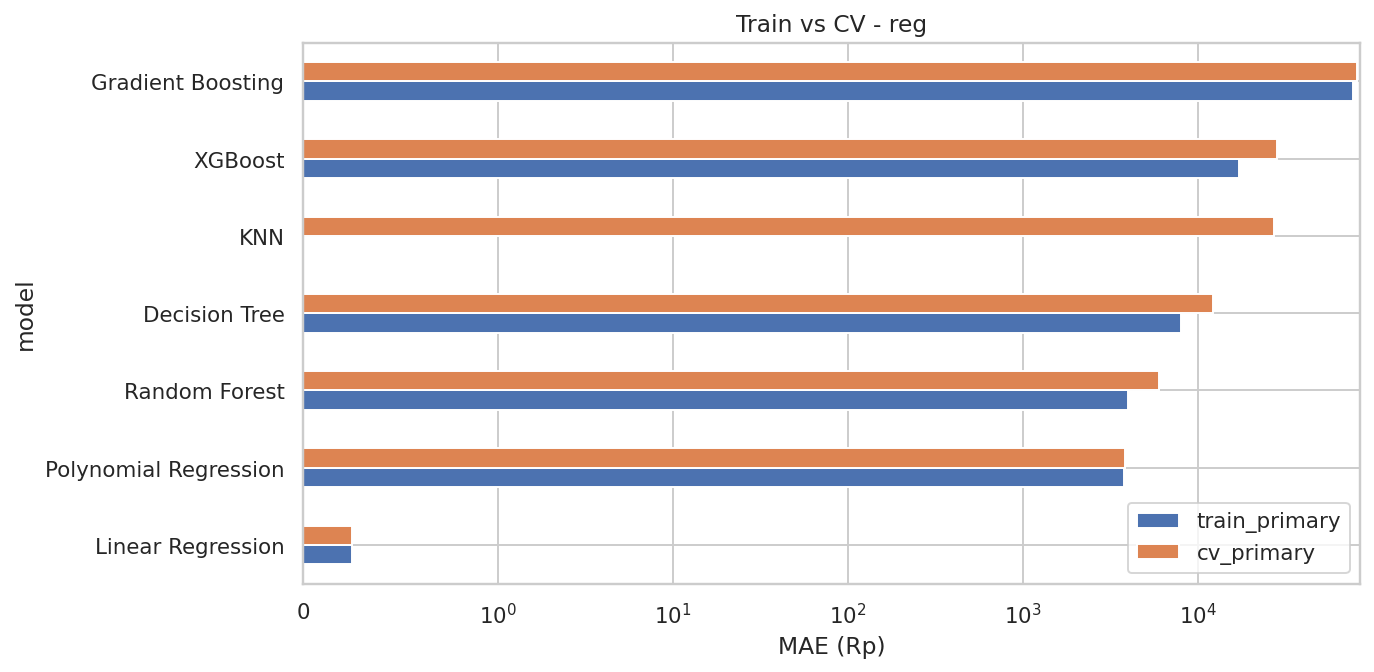 Train vs CV - reg
Gradient Boosting
XGBoost
KNN
Decision Tree
Random Forest
Polynomial Regression
Linear Regression
model
train_primary
cv_primary
0 10⁰ 10¹ 10² 10³ 10⁴
MAE (Rp)